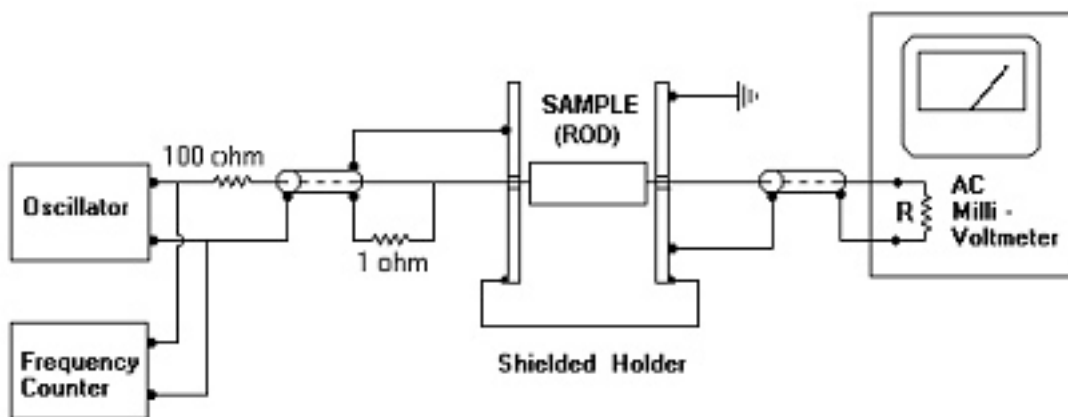 100 ohm
Oscillator
1 ohm
Frequency
Counter
SAMPLE
(ROD)
Shielded Holder
R
AC
Milli -
Voltmeter